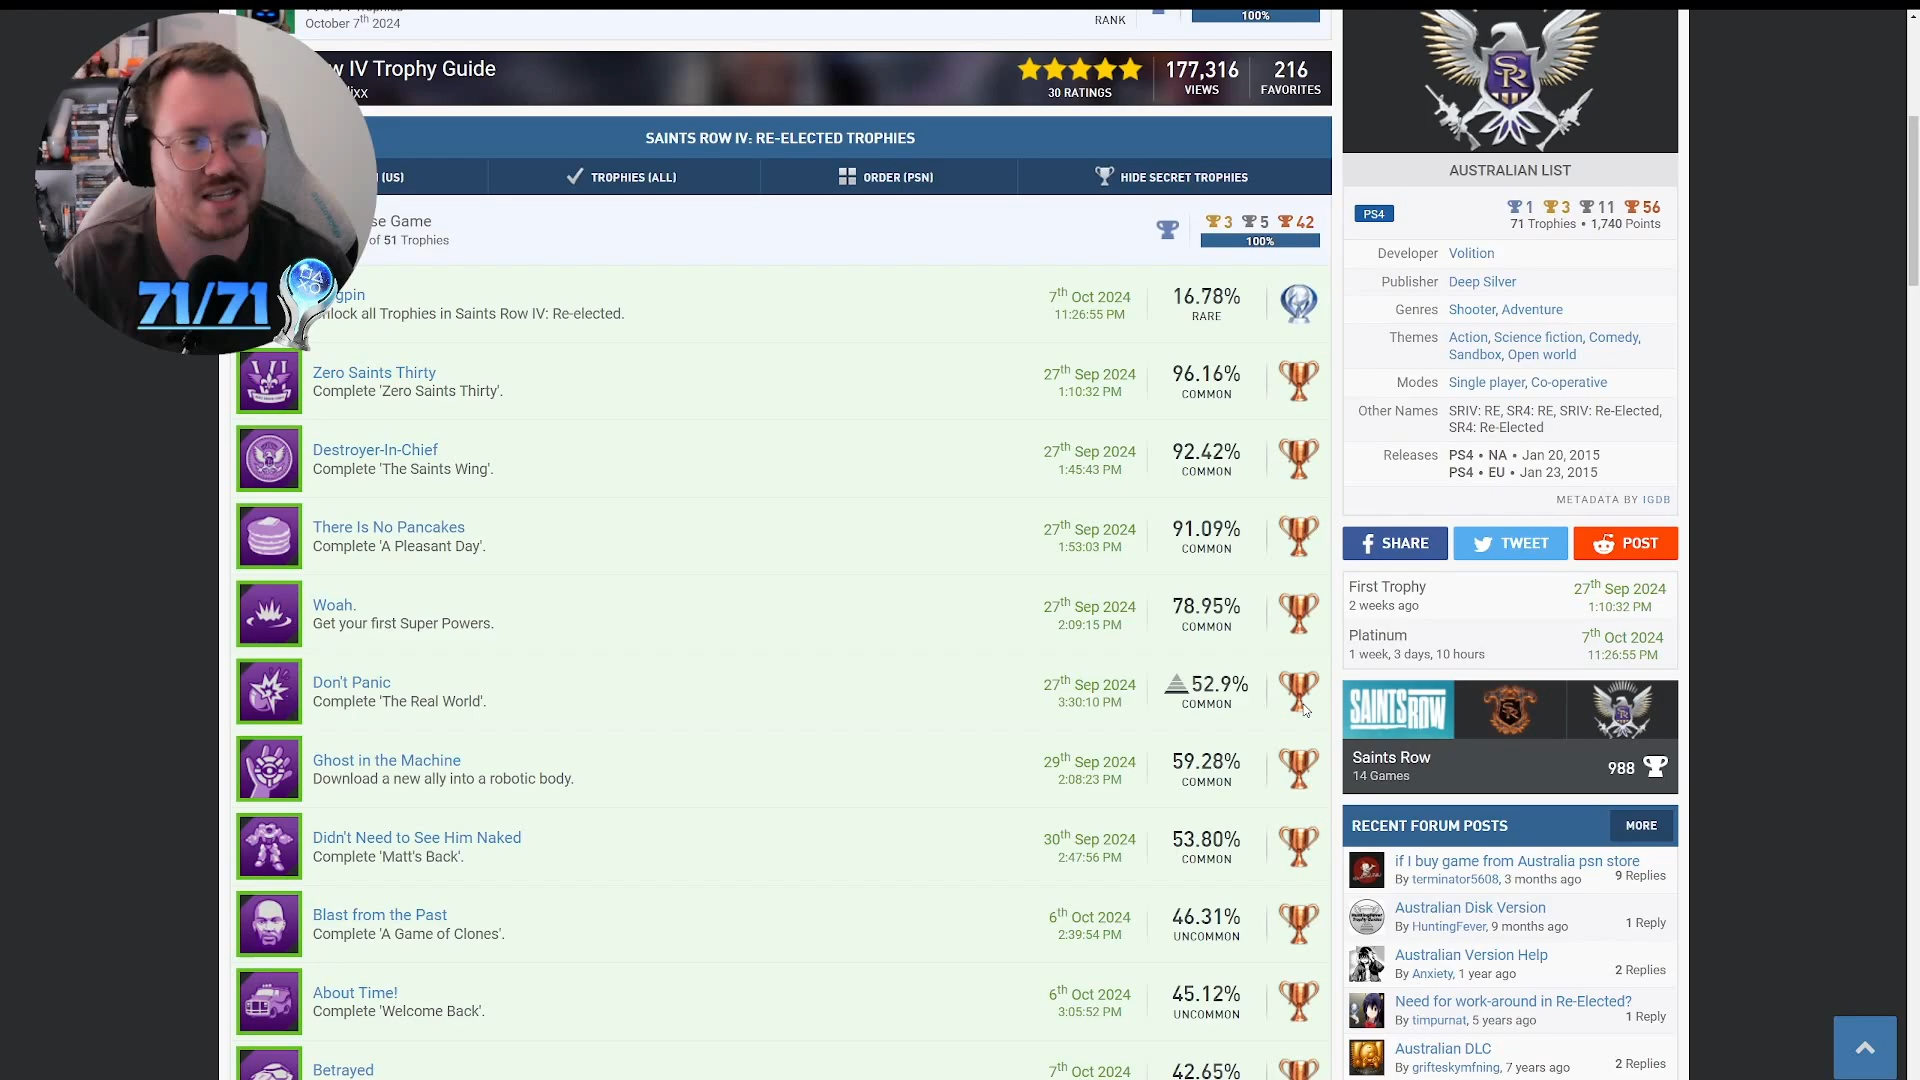 October 7th 2024
RANK
100%
w IV Trophy Guide
ixx
30 RATINGS
177,316
VIEWS
216
FAVORITES
SAINTS ROW IV: RE-ELECTED TROPHIES
(US)
TROPHIES (ALL)
ORDER (PSN)
HIDE SECRET TROPHIES
se Game
of 51 Trophies
3 5 42
100%
71/71
gpin
nlock all Trophies in Saints Row IV: Re-elected.
7th Oct 2024
11:26:55 PM
16.78%
RARE
Zero Saints Thirty
Complete 'Zero Saints Thirty'.
27th Sep 2024
1:10:32 PM
96.16%
COMMON
Destroyer-In-Chief
Complete 'The Saints Wing'.
27th Sep 2024
1:45:43 PM
92.42%
COMMON
There Is No Pancakes
Complete 'A Pleasant Day'.
27th Sep 2024
1:53:03 PM
91.09%
COMMON
Woah.
Get your first Super Powers.
27th Sep 2024
2:09:15 PM
78.95%
COMMON
Don't Panic
Complete 'The Real World'.
27th Sep 2024
3:30:10 PM
52.9%
COMMON
Ghost in the Machine
Download a new ally into a robotic body.
29th Sep 2024
2:08:23 PM
59.28%
COMMON
Didn't Need to See Him Naked
Complete 'Matt's Back'.
30th Sep 2024
2:47:56 PM
53.80%
COMMON
Blast from the Past
Complete 'A Game of Clones'.
6th Oct 2024
2:39:54 PM
46.31%
UNCOMMON
About Time!
Complete 'Welcome Back'.
6th Oct 2024
3:05:52 PM
45.12%
UNCOMMON
Betrayed
7th Oct 2024
42.65%
SR
AUSTRALIAN LIST
PS4
1 3 11 56
71 Trophies • 1,740 Points
Developer Volition
Publisher Deep Silver
Genres Shooter, Adventure
Themes Action, Science fiction, Comedy,
Sandbox, Open world
Modes Single player, Co-operative
Other Names SRIV: RE, SR4: RE, SRIV: Re-Elected,
SR4: Re-Elected
Releases PS4 • NA • Jan 20, 2015
PS4 • EU • Jan 23, 2015
METADATA BY IGDB
SHARE
TWEET
POST
First Trophy
2 weeks ago
27th Sep 2024
1:10:32 PM
Platinum
1 week, 3 days, 10 hours
7th Oct 2024
11:26:55 PM
SAINTS ROW
Saints Row
14 Games
988
RECENT FORUM POSTS
MORE
if I buy game from Australia psn store
By terminator5608, 3 months ago
9 Replies
Australian Disk Version
By HuntingFever, 9 months ago
1 Reply
Australian Version Help
By Anxiety, 1 year ago
2 Replies
Need for work-around in Re-Elected?
By timpurnat, 5 years ago
1 Reply
Australian DLC
By grifteskymfning, 7 years ago
2 Replies